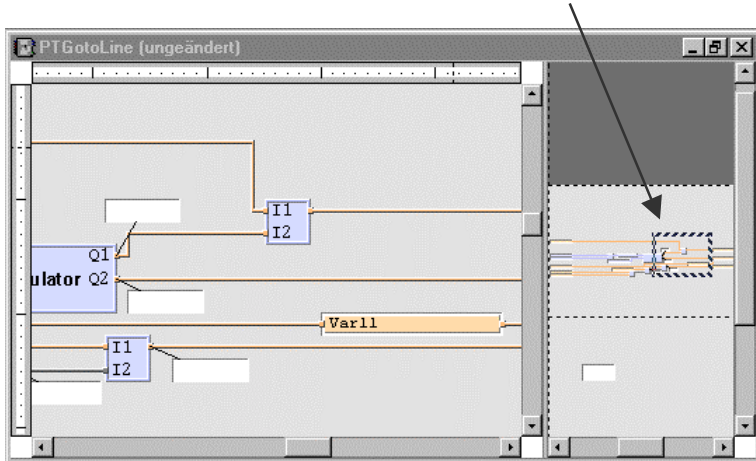 PTGotoLine (ungeändert)
I1
I2
Q1
ulator Q2
Var11
I1
I2